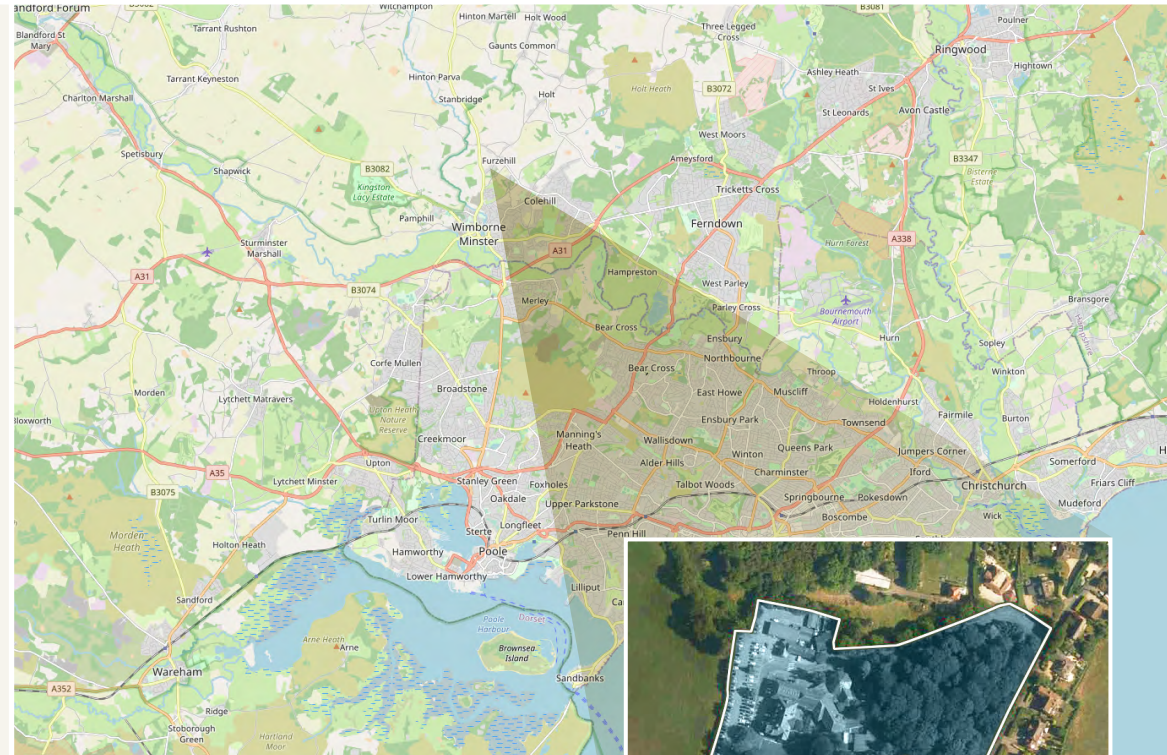 andford Forum
B3082
Witchampton
Hinton Martell
Holt Wood
Three Legged
Cross
B3081
Poulner
Blandford St
Mary
Tarrant Rushton
Gaunts Common
Ringwood
Hightown
Tarrant Keyneston
Hinton Parva
Holt
Holt Heath
B3072
Ashley Heath
St Ives
Charlton Marshall
Stanbridge
St Leonards
Avon Castle
West Moors
Spetisbury
Furzehill
Ameysford
B3347
Shapwick
B3082
Bisterne
Estate
Kingston
Lacy Estate
Colehill
Tricketts Cross
Pamphill
Wimborne
Minster
Ferndown
Sturminster
Marshall
A31
A338
Hurn Forest
A31
B3074
Hampreston
West Parley
Merley
Parley Cross
Bournemouth
Airport
Bransgore
Hampshire
Bear Cross
Ensbury
Hurn
Sopley
Corfe Mullen
Northbourne
Throop
Winkton
Bear Cross
Morden
Broadstone
East Howe
Muscliff
Lytchett Matravers
Holdenhurst
Fairmile
Burton
Bloxworth
Upton Heath
Nature
Reserve
Ensbury Park
Townsend
Creekmoor
Manning's
Heath
Wallisdown
Queens Park
Jumpers Corner
Upton
Winton
Somerford
A35
Lytchett Minster
Alder Hills
Charminster
Iford
Friars Cliff
Stanley Green
Foxholes
Talbot Woods
Christchurch
B3075
Oakdale
Springbourne
Pokesdown
Mudeford
Upper Parkstone
Boscombe
Wick
Turlin Moor
Longfleet
Morden
Heath
Sterte
Penn Hill
Holton Heath
Hamworthy
Poole
Lower Hamworthy
Lilliput
Sandford
Poole
Harbour
Dorset
Arne Heath
Arne
Brownsea
Island
Wareham
Sandbanks
A352
Ridge
Stoborough
Green
Hartland
Moor